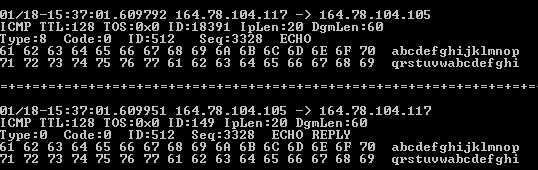 01/18-15:37:01.609792 164.78.104.117 -> 164.78.104.105
ICMP TTL:128 TOS:0x0 ID:18391 IpLen:20 DgmLen:60
Type:8  Code:0  ID:512   Seq:3328  ECHO
61 62 63 64 65 66 67 68 69 6A 6B 6C 6D 6E 6F 70  abcdefghijklmnop
71 72 73 74 75 76 77 61 62 63 64 65 66 67 68 69  qrstuvwabcdefghi
=+=+=+=+=+=+=+=+=+=+=+=+=+=+=+=+=+=+=+=+=+=+=+=+=+=+=+=+=+=+=+=+=+=
01/18-15:37:01.609951 164.78.104.105 -> 164.78.104.117
ICMP TTL:128 TOS:0x0 ID:149 IpLen:20 DgmLen:60
Type:0  Code:0  ID:512  Seq:3328  ECHO REPLY
61 62 63 64 65 66 67 68 69 6A 6B 6C 6D 6E 6F 70  abcdefghijklmnop
71 72 73 74 75 76 77 61 62 63 64 65 66 67 68 69  qrstuvwabcdefghi